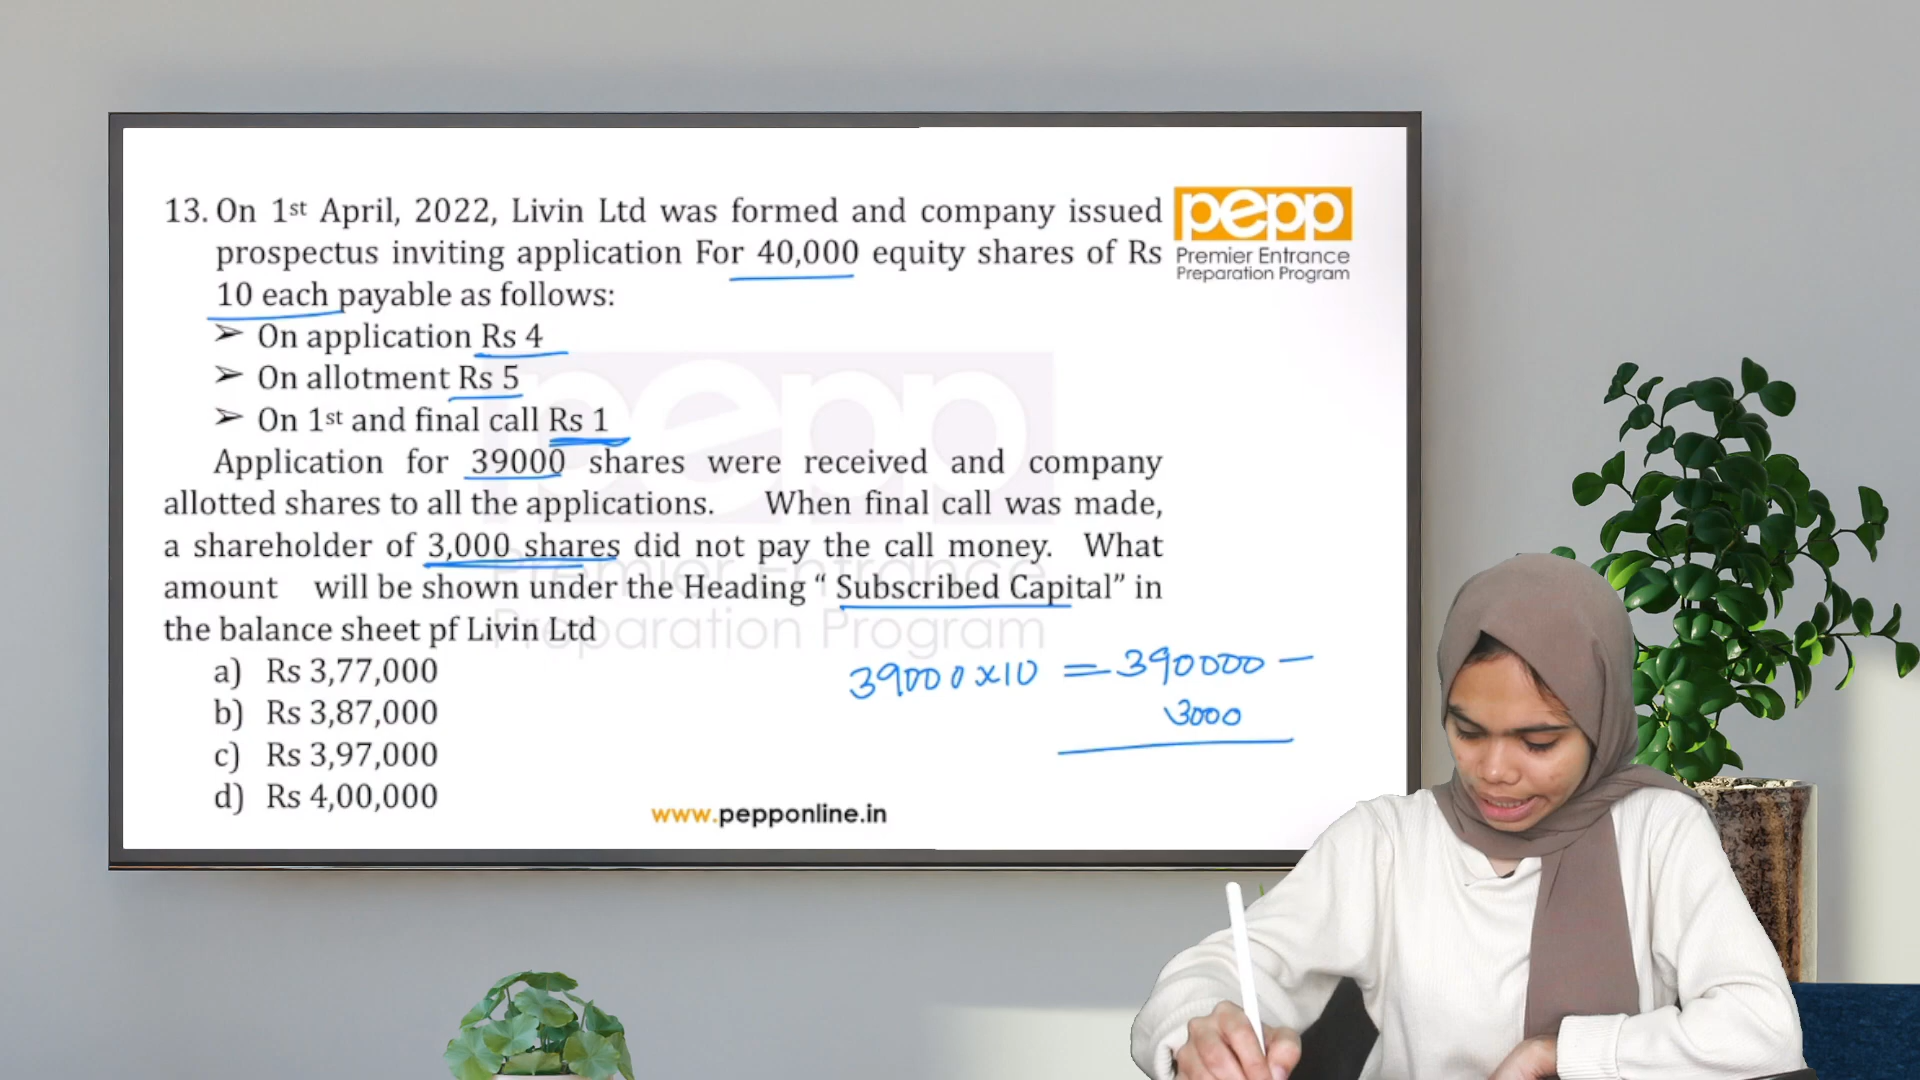 13. On 1st April, 2022, Livin Ltd was formed and company issued
prospectus inviting application For 40,000 equity shares of Rs
10 each payable as follows:
➢ On application Rs 4
➢ On allotment Rs 5
➢ On 1st and final call Rs 1
Application for 39000 shares were received and company
allotted shares to all the applications. When final call was made,
a shareholder of 3,000 shares did not pay the call money. What
amount will be shown under the Heading “ Subscribed Capital” in
the balance sheet pf Livin Ltd
a) Rs 3,77,000
b) Rs 3,87,000
c) Rs 3,97,000
d) Rs 4,00,000
39000 x 10 = 390000 –
3000
www.pepponline.in
pepp
Premier Entrance
Preparation Program
pepp
Premier Entrance
Preparation Program